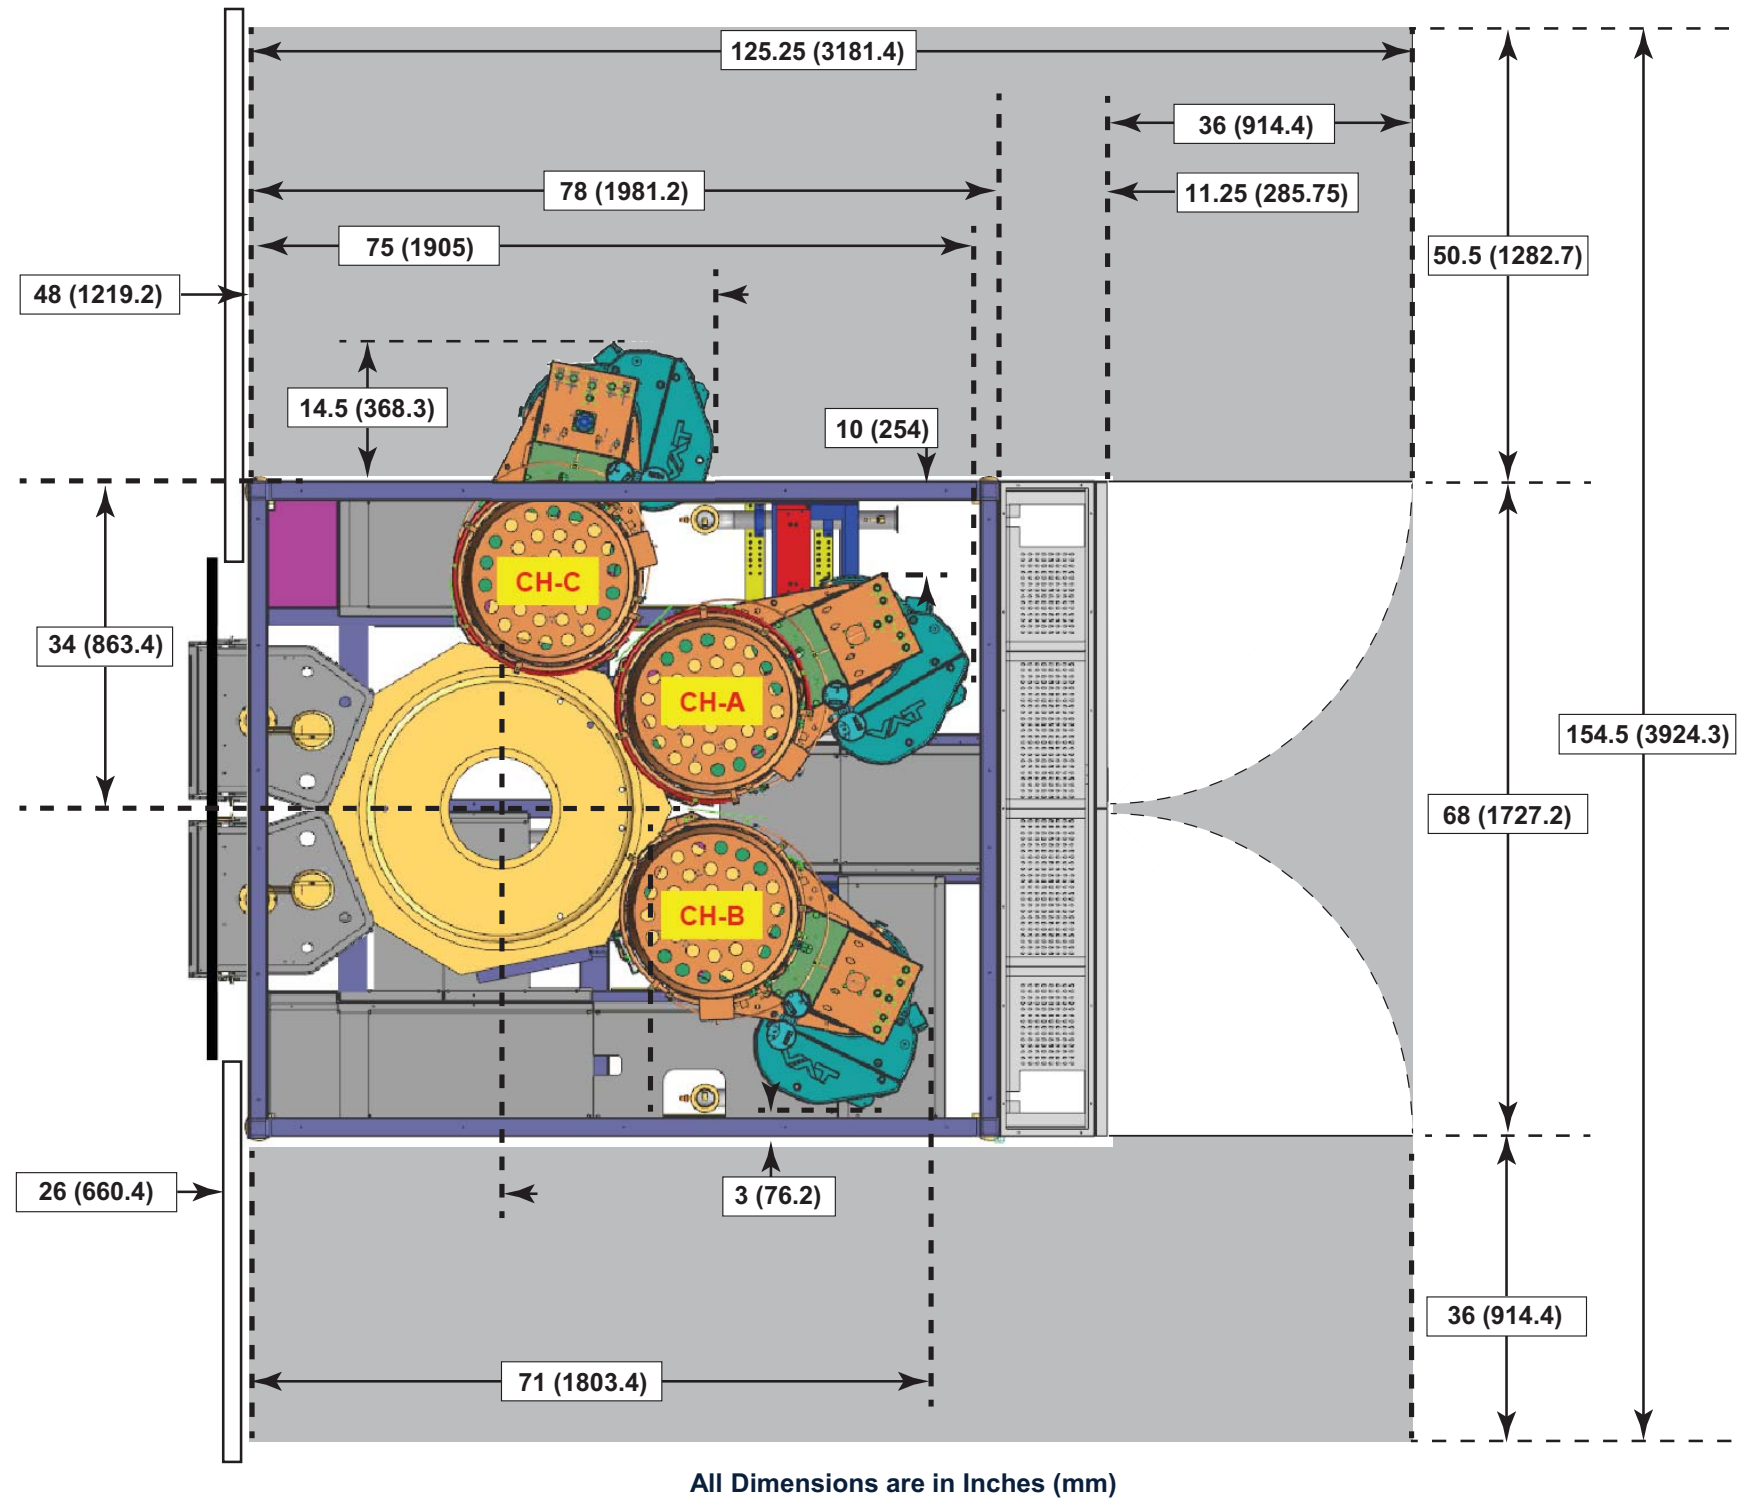 125.25 (3181.4)
36 (914.4)
78 (1981.2)
11.25 (285.75)
75 (1905)
50.5 (1282.7)
48 (1219.2)
14.5 (368.3)
10 (254)
VAT
CH-C
34 (863.4)
CH-A
VAT
154.5 (3924.3)
68 (1727.2)
CH-B
VAT
26 (660.4)
3 (76.2)
36 (914.4)
71 (1803.4)
All Dimensions are in Inches (mm)